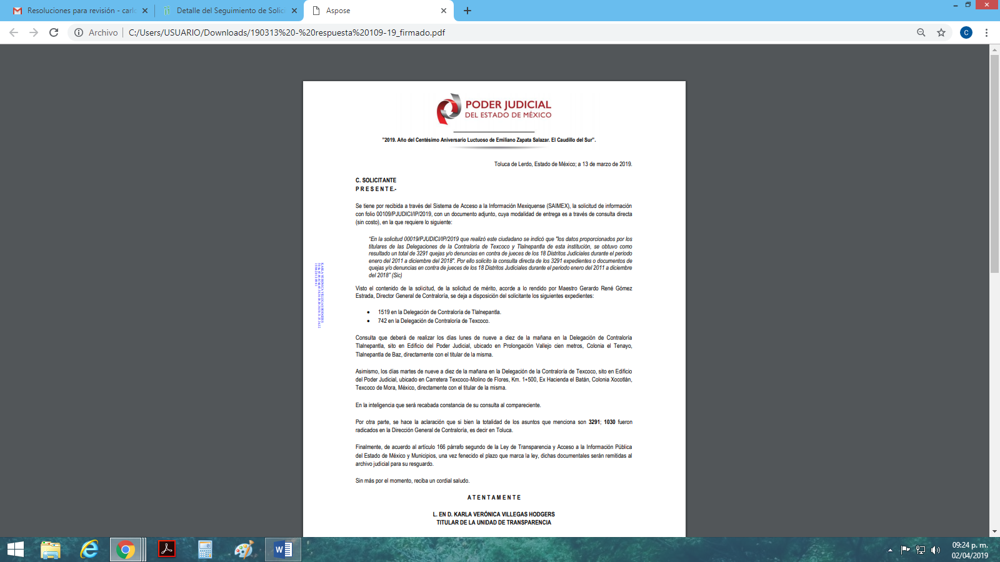 Resoluciones para revisión - carlo
Detalle del Seguimiento de Solici
Aspose
Archivo
C:/Users/USUARIO/Downloads/190313%20-%20respuesta%20109-19_firmado.pdf
C
PODER JUDICIAL
DEL ESTADO DE MÉXICO
"2019. Año del Centésimo Aniversario Luctuoso de Emiliano Zapata Salazar. El Caudillo del Sur".
Toluca de Lerdo, Estado de México; a 13 de marzo de 2019.
C. SOLICITANTE
P R E S E N T E.-
Se tiene por recibida a través del Sistema de Acceso a la Información Mexiquense (SAIMEX), la solicitud de información
con folio 00109/PJUDICI/IP/2019, con un documento adjunto, cuya modalidad de entrega es a través de consulta directa
(sin costo), en la que requiere lo siguiente:
"En la solicitud 00019/PJUDICI/IP/2019 que realizó este ciudadano se indicó que "los datos proporcionados por los
titulares de las Delegaciones de la Contraloría de Texcoco y Tlalnepantla de esta institución, se obtuvo como
resultado un total de 3291 quejas y/o denuncias en contra de jueces de los 18 Distritos Judiciales durante el periodo
enero del 2011 a diciembre del 2018". Por ello solicito la consulta directa de los 3291 expedientes o documentos de
quejas y/o denuncias en contra de jueces de los 18 Distritos Judiciales durante el periodo enero del 2011 a diciembre
del 2018" (Sic)
Visto el contenido de la solicitud, de la solicitud de mérito, acorde a lo rendido por Maestro Gerardo René Gómez
Estrada, Director General de Contraloría, se deja a disposición del solicitante los siguientes expedientes:
• 1519 en la Delegación de Contraloría de Tlalnepantla.
• 742 en la Delegación de Contraloría de Texcoco.
Consulta que deberá de realizar los días lunes de nueve a diez de la mañana en la Delegación de Contraloría
Tlalnepantla, sito en Edificio del Poder Judicial, ubicado en Prolongación Vallejo cien metros, Colonia el Tenayo,
Tlalnepantla de Baz, directamente con el titular de la misma.
Asimismo, los días martes de nueve a diez de la mañana en la Delegación de la Contraloría de Texcoco, sito en Edificio
del Poder Judicial, ubicado en Carretera Texcoco-Molino de Flores, Km. 1+500, Ex Hacienda el Batán, Colonia Xocotlán,
Texcoco de Mora, México, directamente con el titular de la misma.
En la inteligencia que será recabada constancia de su consulta al compareciente.
Por otra parte, se hace la aclaración que si bien la totalidad de los asuntos que menciona son 3291; 1030 fueron
radicados en la Dirección General de Contraloría, es decir en Toluca.
Finalmente, de acuerdo al artículo 166 párrafo segundo de la Ley de Transparencia y Acceso a la Información Pública
del Estado de México y Municipios, una vez fenecido el plazo que marca la ley, dichas documentales serán remitidas al
archivo judicial para su resguardo.
Sin más por el momento, reciba un cordial saludo.
A T E N T A M E N T E
L. EN D. KARLA VERÓNICA VILLEGAS HODGERS
TITULAR DE LA UNIDAD DE TRANSPARENCIA
KARLA VERONICA VILLEGAS HODGERS
09:24 p. m.
02/04/2019